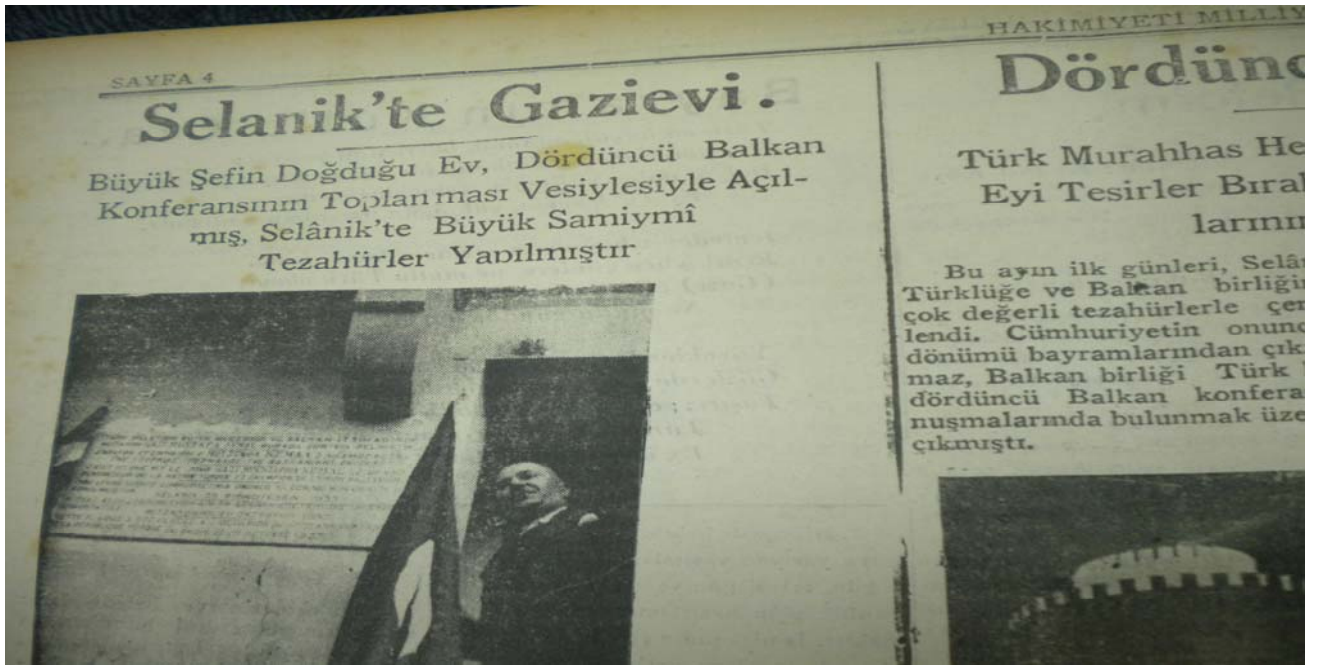 SAYFA 4
HAKİMİYETİ MİLLİY
Selanik'te Gazievi.
Büyük Şefin Doğduğu Ev, Dördüncü Balkan
Konferansının Toplanması Vesiylesiyle Açıl-
mış, Selânik'te Büyük Samiymî
Tezahürler Yapılmıştır
Dördünc
Türk Murahhas He
Eyi Tesirler Bıra
larının
Bu ayın ilk günleri, Selâ
Türklüğe ve Balkan birliği
çok değerli tezahürlerle çer
lendi. Cümhuriyetin onunc
dönümü bayramlarından çık
maz, Balkan birliği Türk
dördüncü Balkan konfera
nuşmalarında bulunmak üze
çıkmıştı.